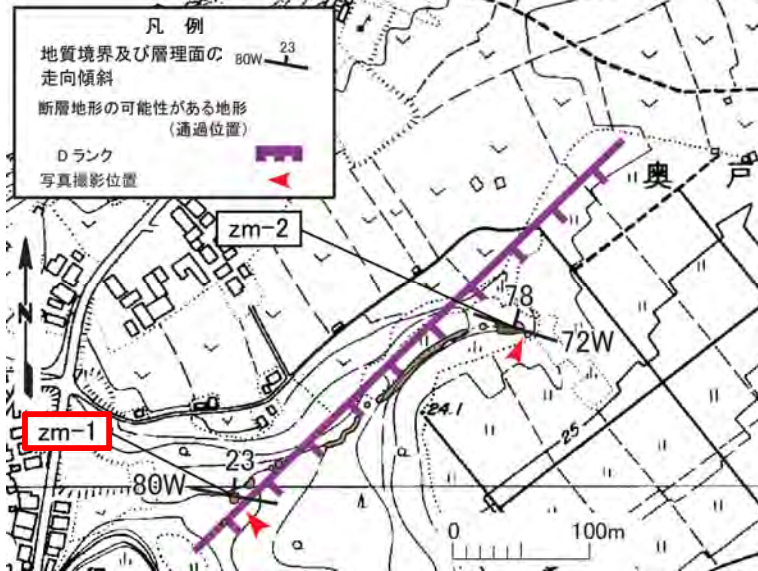 凡 例
地質境界及び層理面の 80W 23
走向傾斜
断層地形の可能性がある地形
(通過位置)
D ランク
写真撮影位置
奥 戸
zm-2
N
78
72W
zm-1
24.1
25
23
80W
0 100m